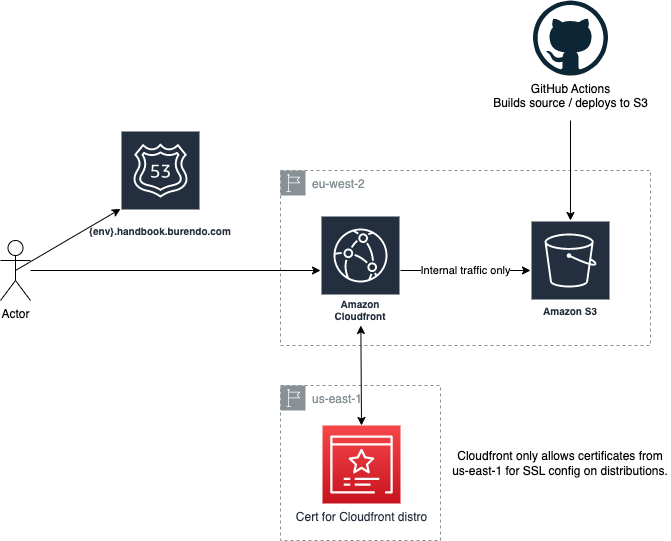 GitHub Actions
Builds source / deploys to S3
53
{env}.handbook.burendo.com
eu-west-2
Actor
Amazon
Cloudfront
Internal traffic only
Amazon S3
us-east-1
Cert for Cloudfront distro
Cloudfront only allows certificates from
us-east-1 for SSL config on distributions.